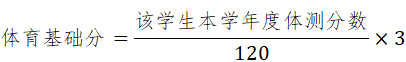 体育基础分 = 该学生本学年度体测分数 / 120 × 3